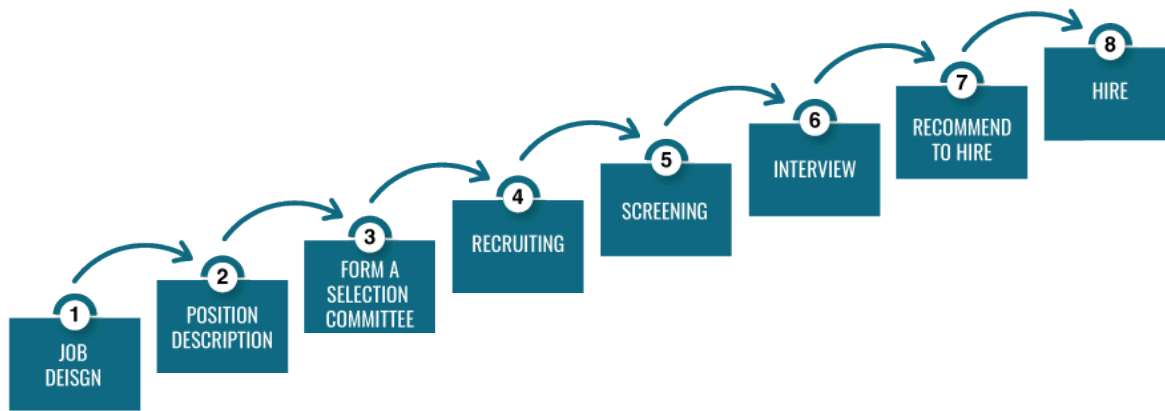 1
JOB
DEISGN
2
POSITION
DESCRIPTION
3
FORM A
SELECTION
COMMITTEE
4
RECRUITING
5
SCREENING
6
INTERVIEW
7
RECOMMEND
TO HIRE
8
HIRE